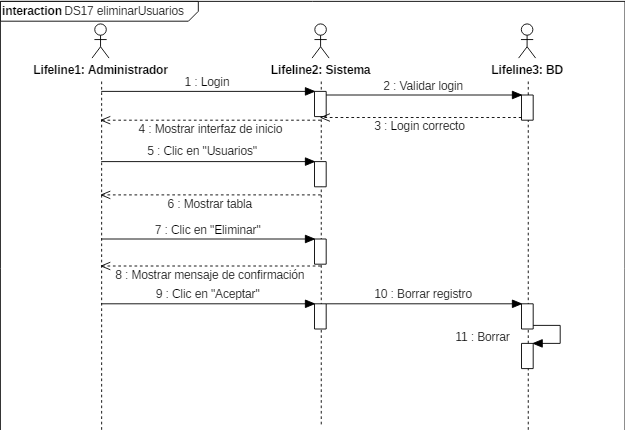 interaction DS17 eliminarUsuarios
Lifeline1: Administrador
Lifeline2: Sistema
Lifeline3: BD
1 : Login
2 : Validar login
3 : Login correcto
4 : Mostrar interfaz de inicio
5 : Clic en "Usuarios"
6 : Mostrar tabla
7 : Clic en "Eliminar"
8 : Mostrar mensaje de confirmación
9 : Clic en "Aceptar"
10 : Borrar registro
11 : Borrar